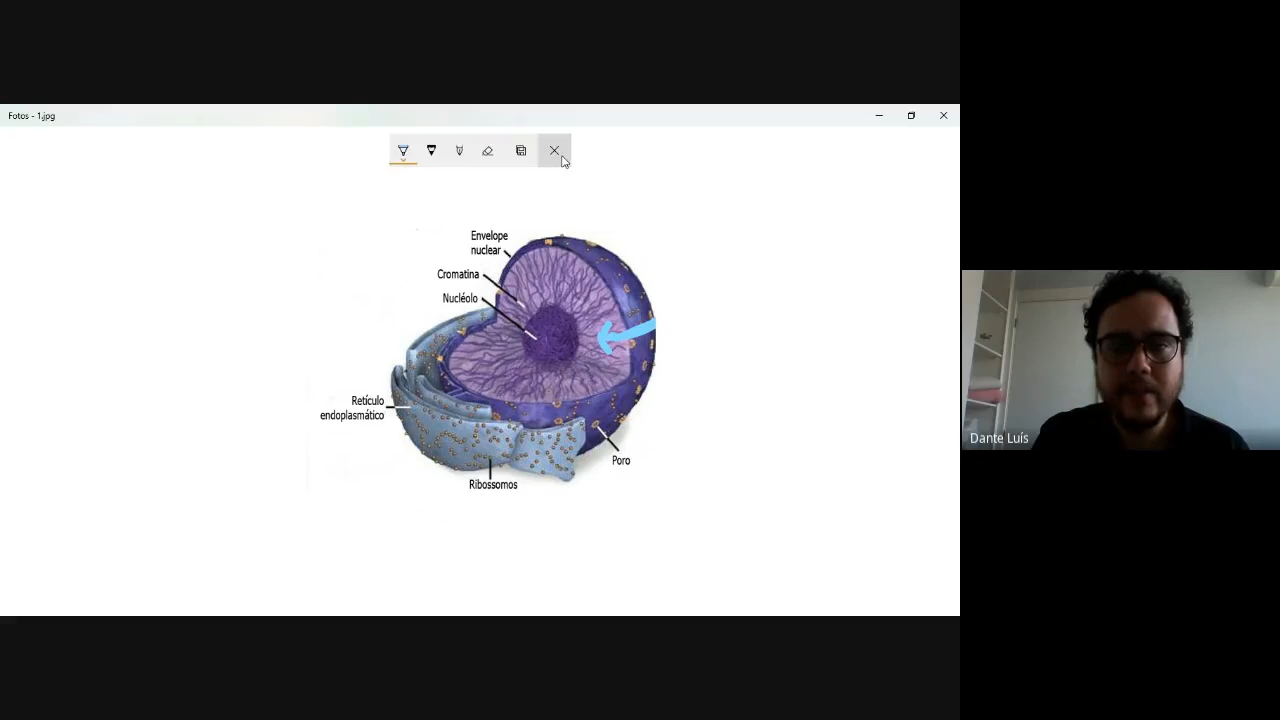 Fotos - 1.jpg
Envelope
nuclear
Cromatina
Nucléolo
Retículo
endoplasmático
Poro
Ribossomos
Dante Luís